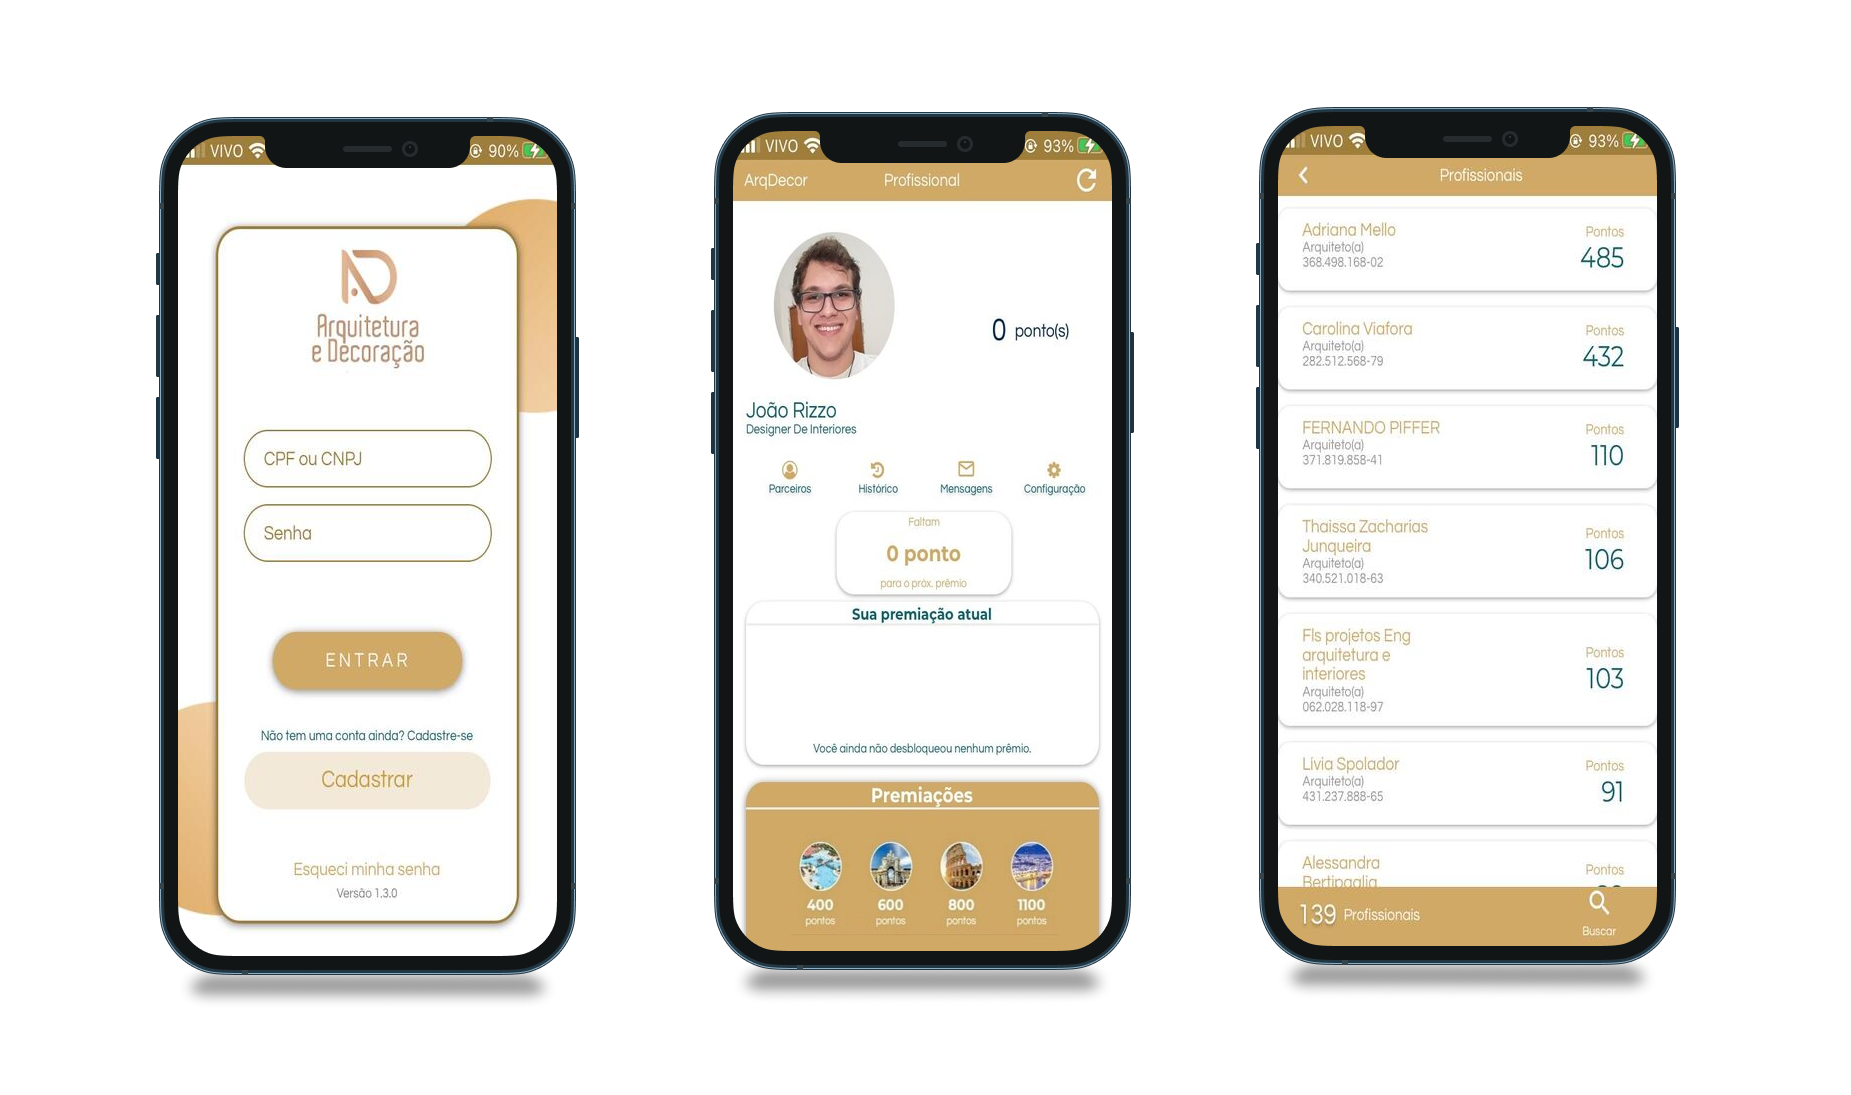 VIVO
90%
Arquitetura
e Decoração
CPF ou CNPJ
Senha
ENTRAR
Não tem uma conta ainda? Cadastre-se
Cadastrar
Esqueci minha senha
Versão 1.3.0
VIVO
93%
ArqDecor
Profissional
0 ponto(s)
João Rizzo
Designer De Interiores
Parceiros
Histórico
Mensagens
Configuração
Faltam
0 ponto
para o próx. prêmio
Sua premiação atual
Você ainda não desbloqueou nenhum prêmio.
Premiações
400
pontos
600
pontos
800
pontos
1100
pontos
VIVO
93%
Profissionais
Adriana Mello
Arquiteto(a)
368.498.168-02
Pontos
485
Carolina Viafora
Arquiteto(a)
282.512.568-79
Pontos
432
FERNANDO PIFFER
Arquiteto(a)
371.819.858-41
Pontos
110
Thaissa Zacharias
Junqueira
Arquiteto(a)
340.521.018-63
Pontos
106
Fls projetos Eng
arquitetura e
interiores
Arquiteto(a)
062.028.118-97
Pontos
103
Livia Spolador
Arquiteto(a)
431.237.888-65
Pontos
91
Alessandra
Bertipaglia
Pontos
139 Profissionais
Buscar